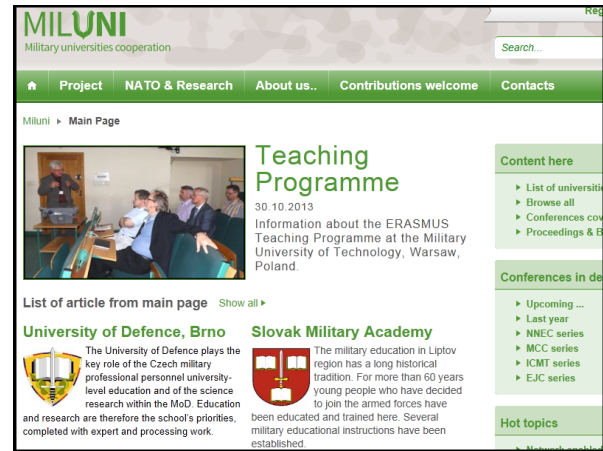 Reg
MILUNI
Military universities cooperation
Search...
Project NATO & Research About us.. Contributions welcome Contacts
Miluni ▸ Main Page
Teaching
Programme
30.10.2013
Information about the ERASMUS
Teaching Programme at the Military
University of Technology, Warsaw,
Poland.
List of article from main page Show all ▸
University of Defence, Brno
The University of Defence plays the
key role of the Czech military
professional personnel university-
level education and of the science
research within the MoD. Education
and research are therefore the school's priorities,
completed with expert and processing work.
Slovak Military Academy
The military education in Liptov
region has a long historical
tradition. For more than 60 years
young people who have decided
to join the armed forces have
been educated and trained here. Several
military educational instructions have been
established.
Content here
List of universitie
Browse all
Conferences cov
Proceedings & B
Conferences in de
Upcoming ...
Last year
NNEC series
MCC series
ICMT series
EJC series
Hot topics